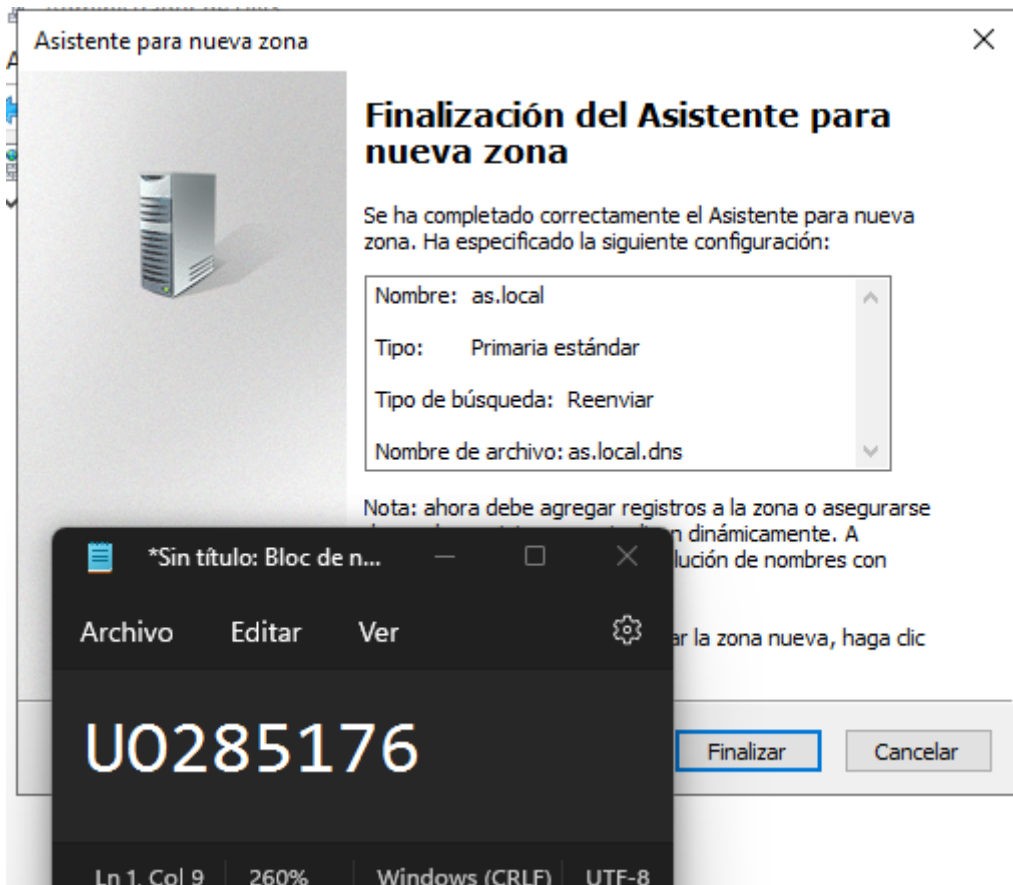 Asistente para nueva zona
Finalización del Asistente para
nueva zona
Se ha completado correctamente el Asistente para nueva
zona. Ha especificado la siguiente configuración:
Nombre: as.local
Tipo: Primaria estándar
Tipo de búsqueda: Reenviar
Nombre de archivo: as.local.dns
Nota: ahora debe agregar registros a la zona o asegurarse
dinámicamente. A
lución de nombres con
ar la zona nueva, haga clic
Finalizar Cancelar
*Sin título: Bloc de n...
Archivo Editar Ver
UO285176
Ln 1, Col 9 260% Windows (CRLF) UTF-8